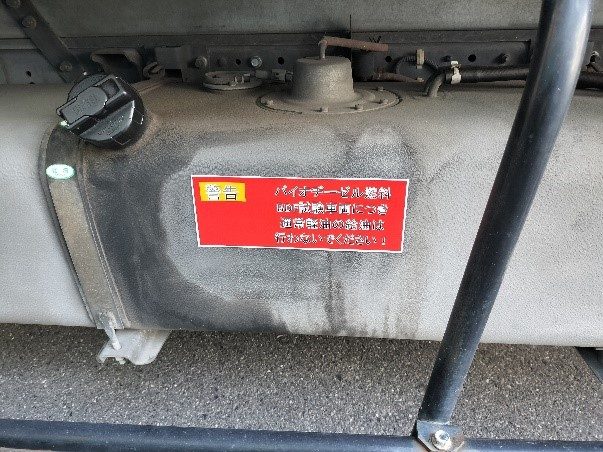 警告
バイオディーゼル燃料
試験車両につき
通常軽油の給油は
行わないでください！